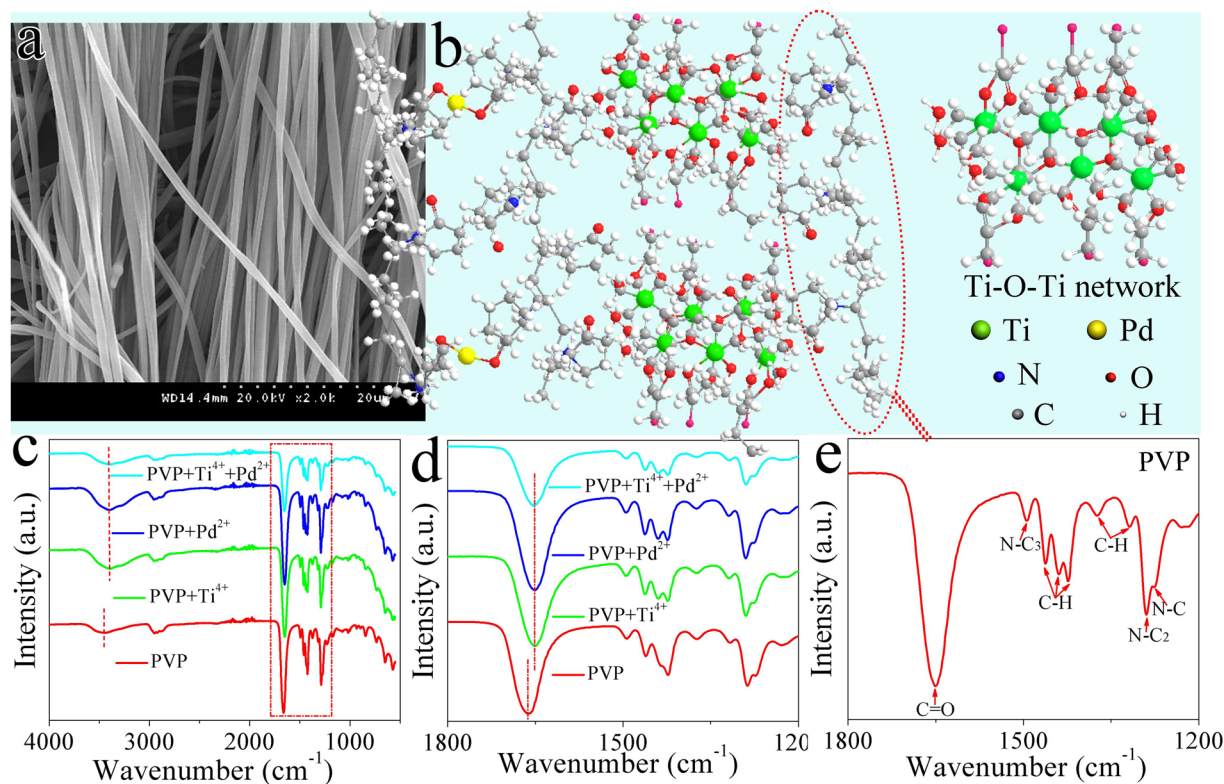 a
b
WD14.4mm 20.0kV x2.0k 20um
Ti-O-Ti network
Ti
Pd
N
O
C
H
c
PVP+Ti⁴⁺+Pd²⁺
PVP+Pd²⁺
PVP+Ti⁴⁺
PVP
Intensity (a.u.)
4000 3000 2000 1000
Wavenumber (cm⁻¹)
d
PVP+Ti⁴⁺+Pd²⁺
PVP+Pd²⁺
PVP+Ti⁴⁺
PVP
Intensity (a.u.)
1800 1500 1200
Wavenumber (cm⁻¹)
e
PVP
N-C₃
C-H
C-H
N-C
N-C₂
C=O
Intensity (a.u.)
1800 1500 1200
Wavenumber (cm⁻¹)